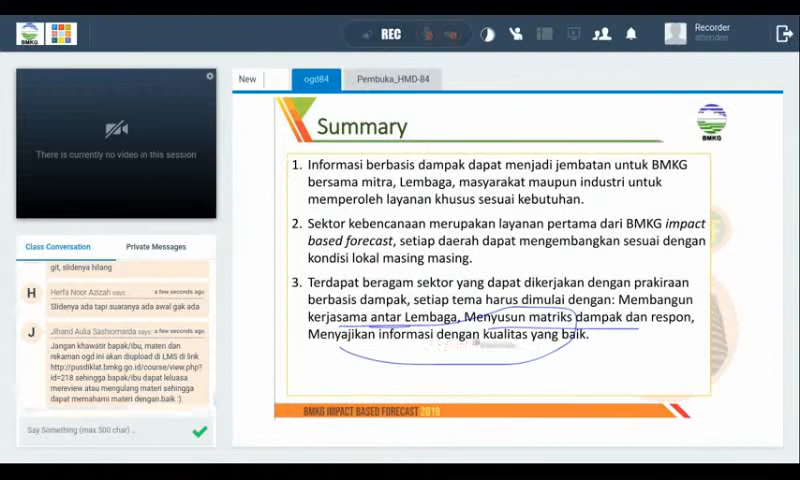 BMKG
REC
Recorder
attendee
New
ogd84
Pembuka_HMD-84
There is currently no video in this session
Class Conversation
Private Messages
git, slidenya hilang
H
Herfa Noor Azizah says:
a few seconds ago
Slidenya ada tapi suaranya ada awal gak ada
J
Jihand Aulia Sashiomarda says:
a few seconds ago
Jangan khawatir bapak/ibu, materi dan
rekaman ogd ini akan diupload di LMS di link
http://pusdiklat.bmkg.go.id/course/view.php?
id=218 sehingga bapak/ibu dapat leluasa
mereview atau mengulang materi sehingga
dapat memahami materi dengan.baik :)
Say Something (max 500 char) ..
Summary
BMKG
1. Informasi berbasis dampak dapat menjadi jembatan untuk BMKG
bersama mitra, Lembaga, masyarakat maupun industri untuk
memperoleh layanan khusus sesuai kebutuhan.
2. Sektor kebencanaan merupakan layanan pertama dari BMKG impact
based forecast, setiap daerah dapat mengembangkan sesuai dengan
kondisi lokal masing masing.
3. Terdapat beragam sektor yang dapat dikerjakan dengan prakiraan
berbasis dampak, setiap tema harus dimulai dengan: Membangun
kerjasama antar Lembaga, Menyusun matriks dampak dan respon,
Menyajikan informasi dengan kualitas yang baik.
BMKG IMPACT BASED FORECAST 2019